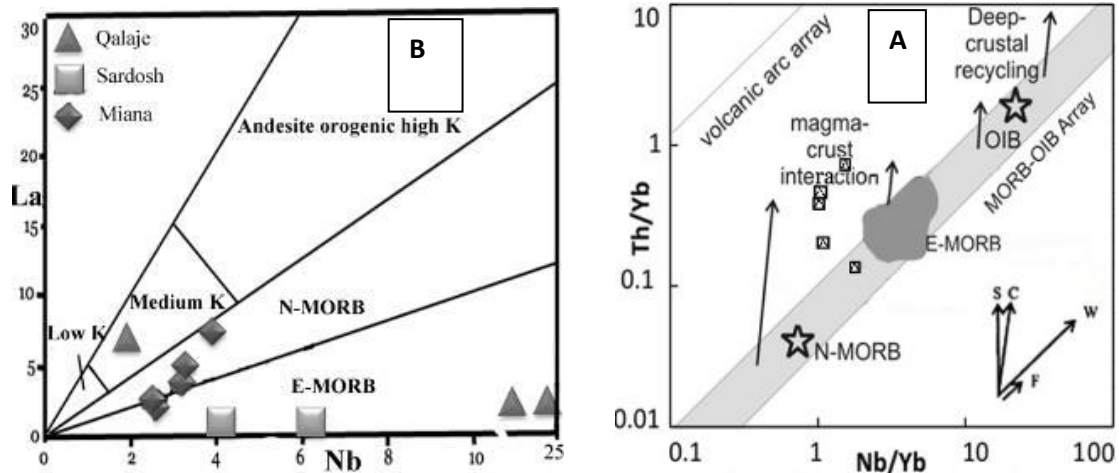 30
25
20
15
10
5
0
La
Qalaje
Sardosh
Miana
B
Andesite orogenic high K
Medium K
Low K
N-MORB
E-MORB
0
2
4
6
8
10
25
Nb
10
1
0.1
0.01
Th/Yb
volcanic arc array
A
Deep-
crustal
recycling
magma-
crust
interaction
OIB
MORB-OIB Array
E-MORB
N-MORB
S
C
W
F
0.1
1
10
100
Nb/Yb